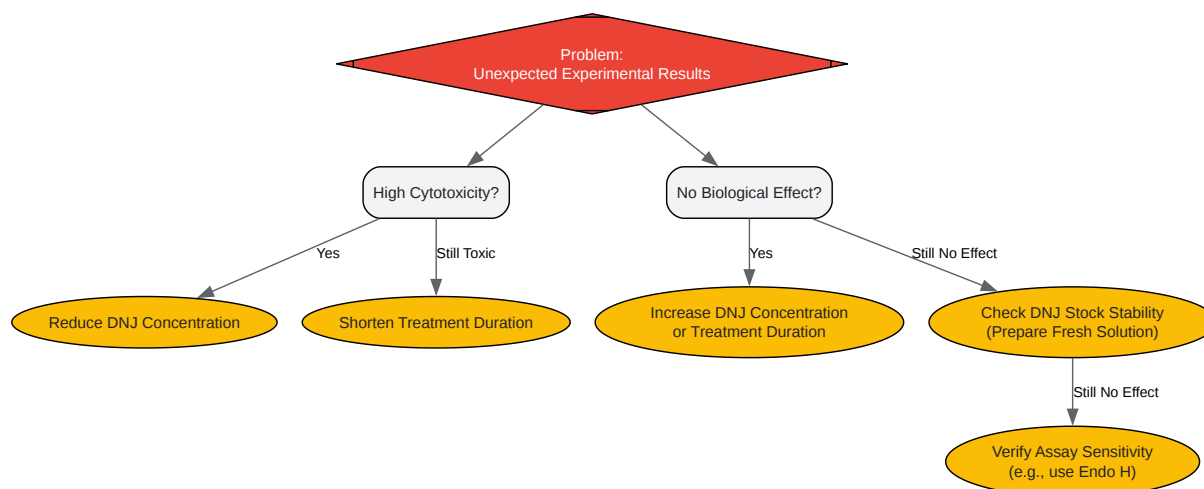 Problem:
Unexpected Experimental Results
High Cytotoxicity?
No Biological Effect?
Yes
Still Toxic
Yes
Still No Effect
Reduce DNJ Concentration
Shorten Treatment Duration
Increase DNJ Concentration
or Treatment Duration
Check DNJ Stock Stability
(Prepare Fresh Solution)
Still No Effect
Verify Assay Sensitivity
(e.g., use Endo H)